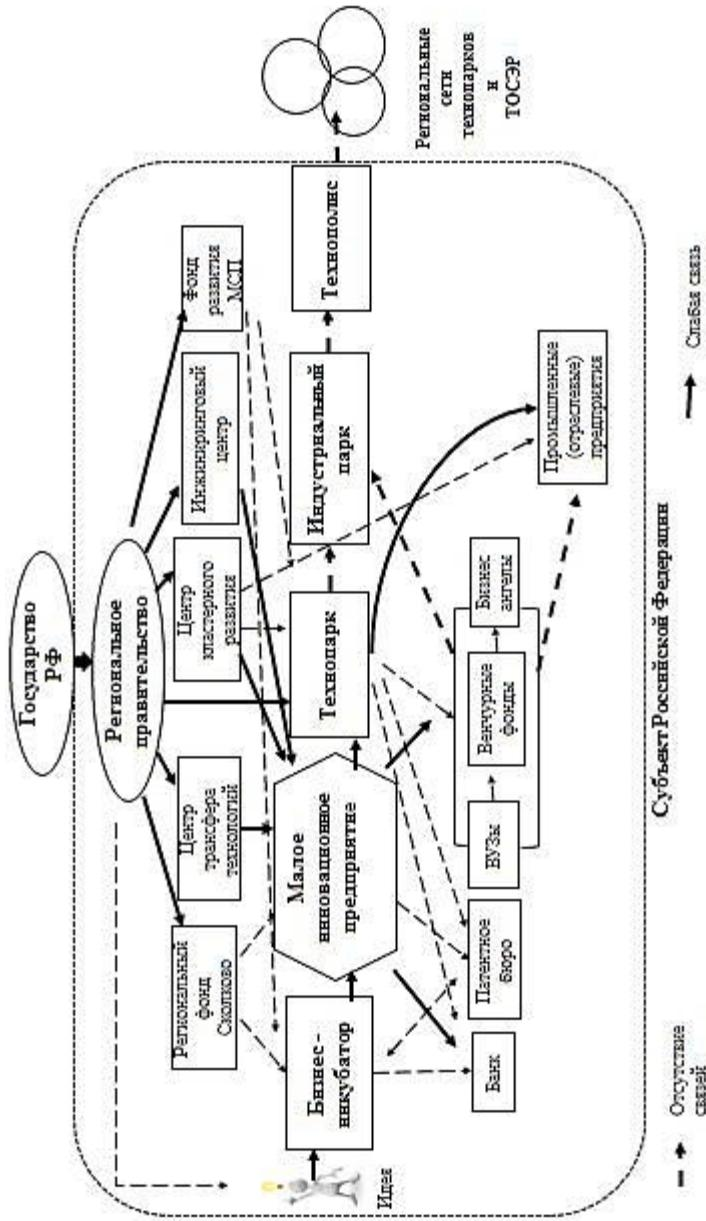 Государство
РФ
Региональное
правительство
Региональный
фонд
Сколково
Центр
трансфера
технологий
Центр
кластерного
развития
Инжиниринговый
центр
Фонд
развития
МСП
Идея
Бизнес –
инкубатор
Малое
инновационное
предприятие
Технопарк
Индустриальный
парк
Технополис
Региональные
сети
технопарков
и
ТОСЭР
Банк
Патентное
бюро
ВУЗы
Венчурные
фонды
Бизнес
ангелы
Промышленные
(отраслевые)
предприятия
Субъект Российской Федерации
Отсутствие
связей
Слабая связь